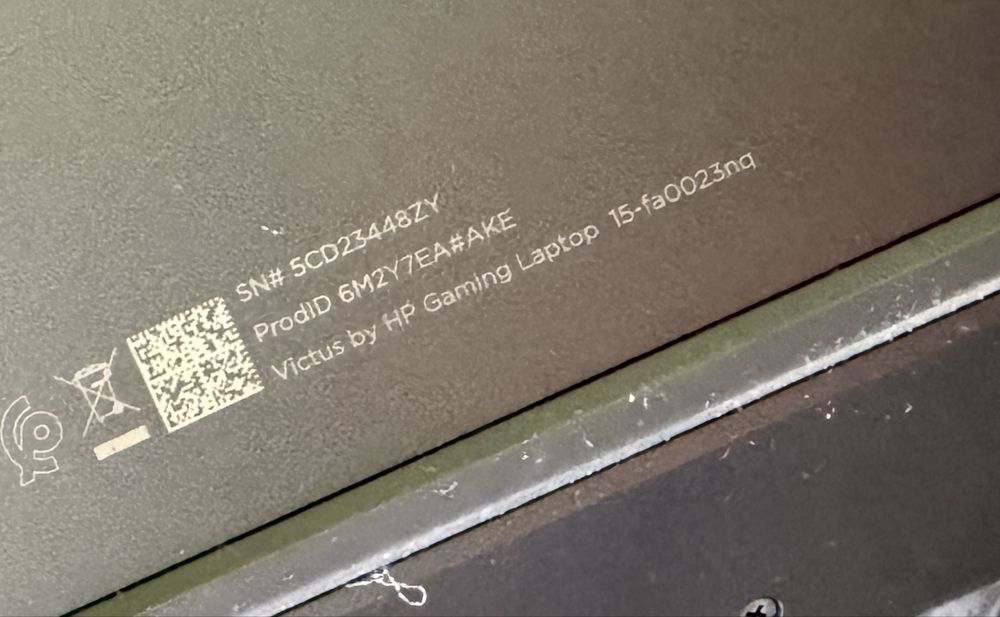 SN# 5CD23448ZY
ProdID 6M2Y7EA#AKE
Victus by HP Gaming Laptop 15-fa0023nq